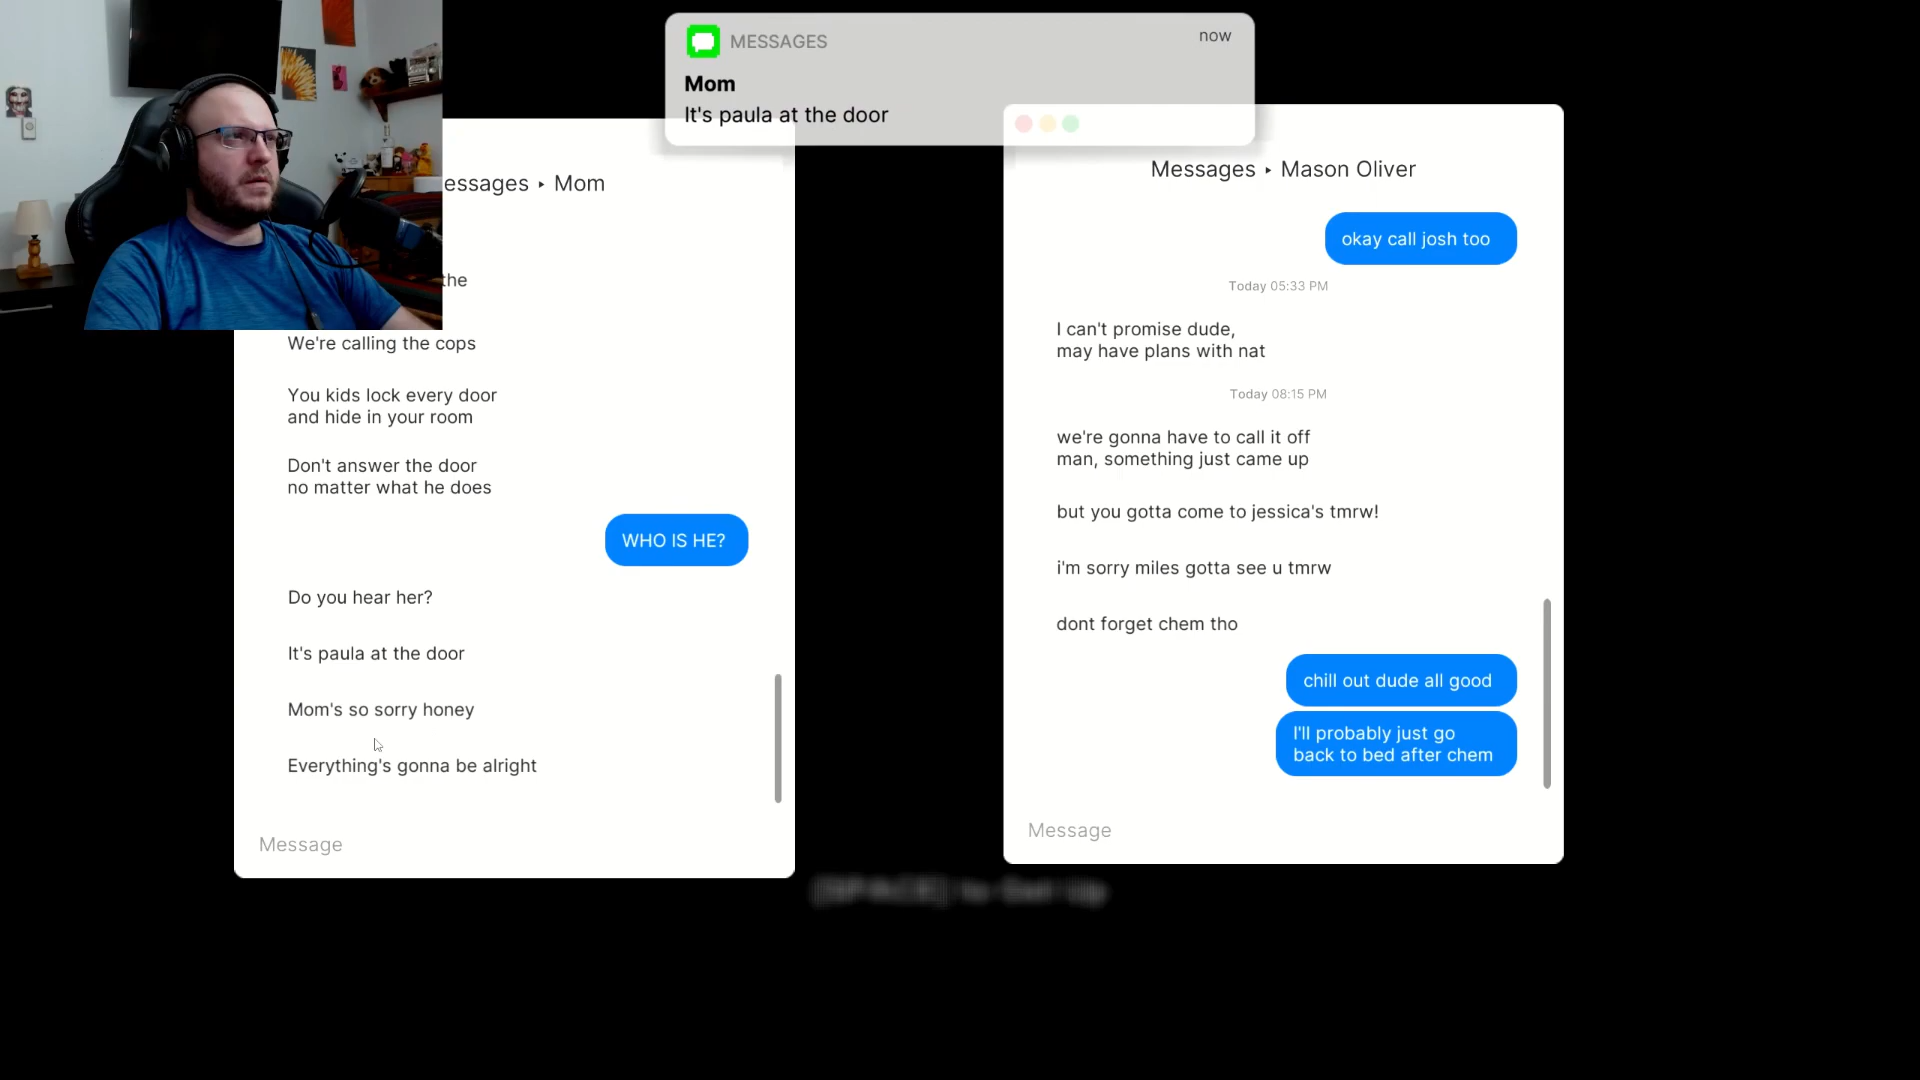 MESSAGES
now
Mom
It's paula at the door
essages ▸ Mom
the
We're calling the cops
You kids lock every door
and hide in your room
Don't answer the door
no matter what he does
WHO IS HE?
Do you hear her?
It's paula at the door
Mom's so sorry honey
Everything's gonna be alright
Message
Messages ▸ Mason Oliver
okay call josh too
Today 05:33 PM
I can't promise dude,
may have plans with nat
Today 08:15 PM
we're gonna have to call it off
man, something just came up
but you gotta come to jessica's tmrw!
i'm sorry miles gotta see u tmrw
dont forget chem tho
chill out dude all good
I'll probably just go
back to bed after chem
Message
[SPACE] to Get Up